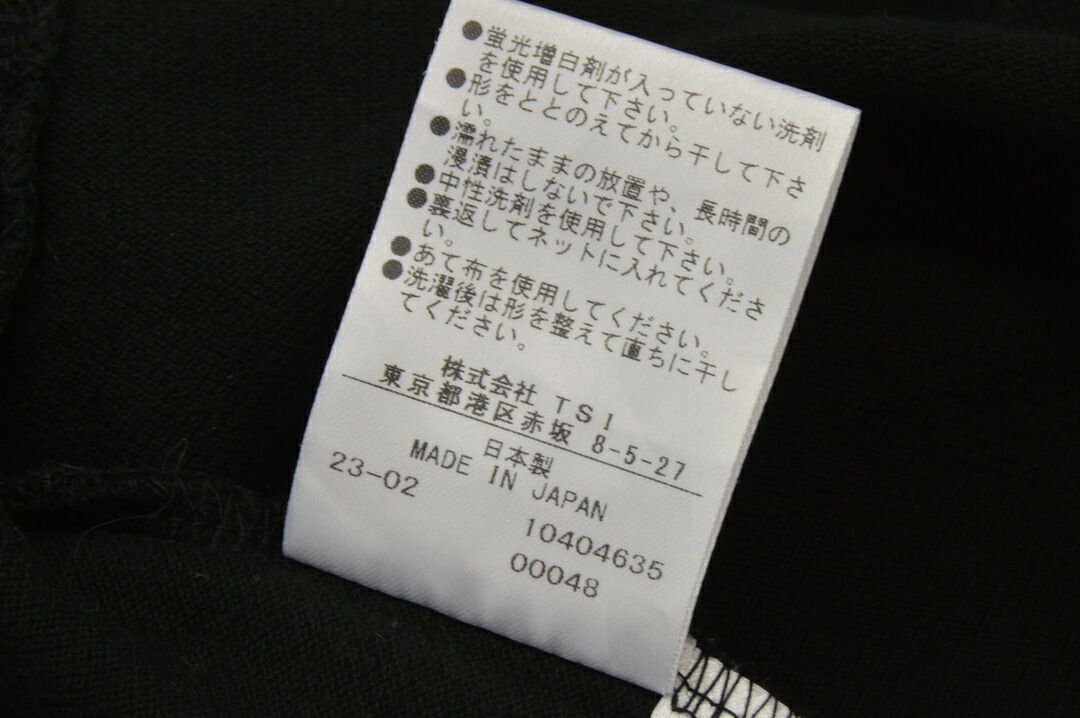 ●蛍光増白剤が入っていない洗剤
を使用して下さい。
●形をととのえてから干して下さ
い。
●濡れたままの放置や、長時間の
浸漬はしないで下さい。
●中性洗剤を使用して下さい。
●裏返してネットに入れてくださ
い。
●あて布を使用してください。
●洗濯後は形を整えて直ちに干し
てください。
株式会社 TSI
東京都港区赤坂 8-5-27
日本製
MADE IN JAPAN
23-02
10404635
00048